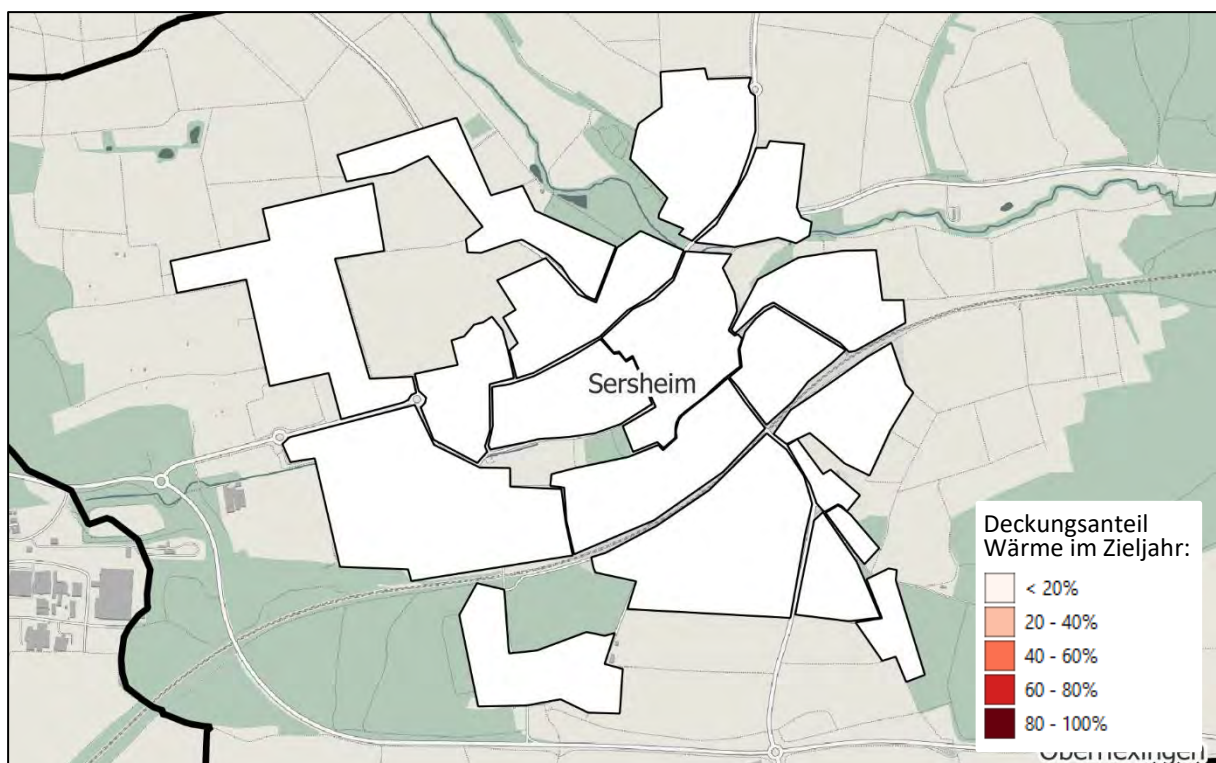 Sersheim
Deckungsanteil
Wärme im Zieljahr:
< 20%
20 - 40%
40 - 60%
60 - 80%
80 - 100%